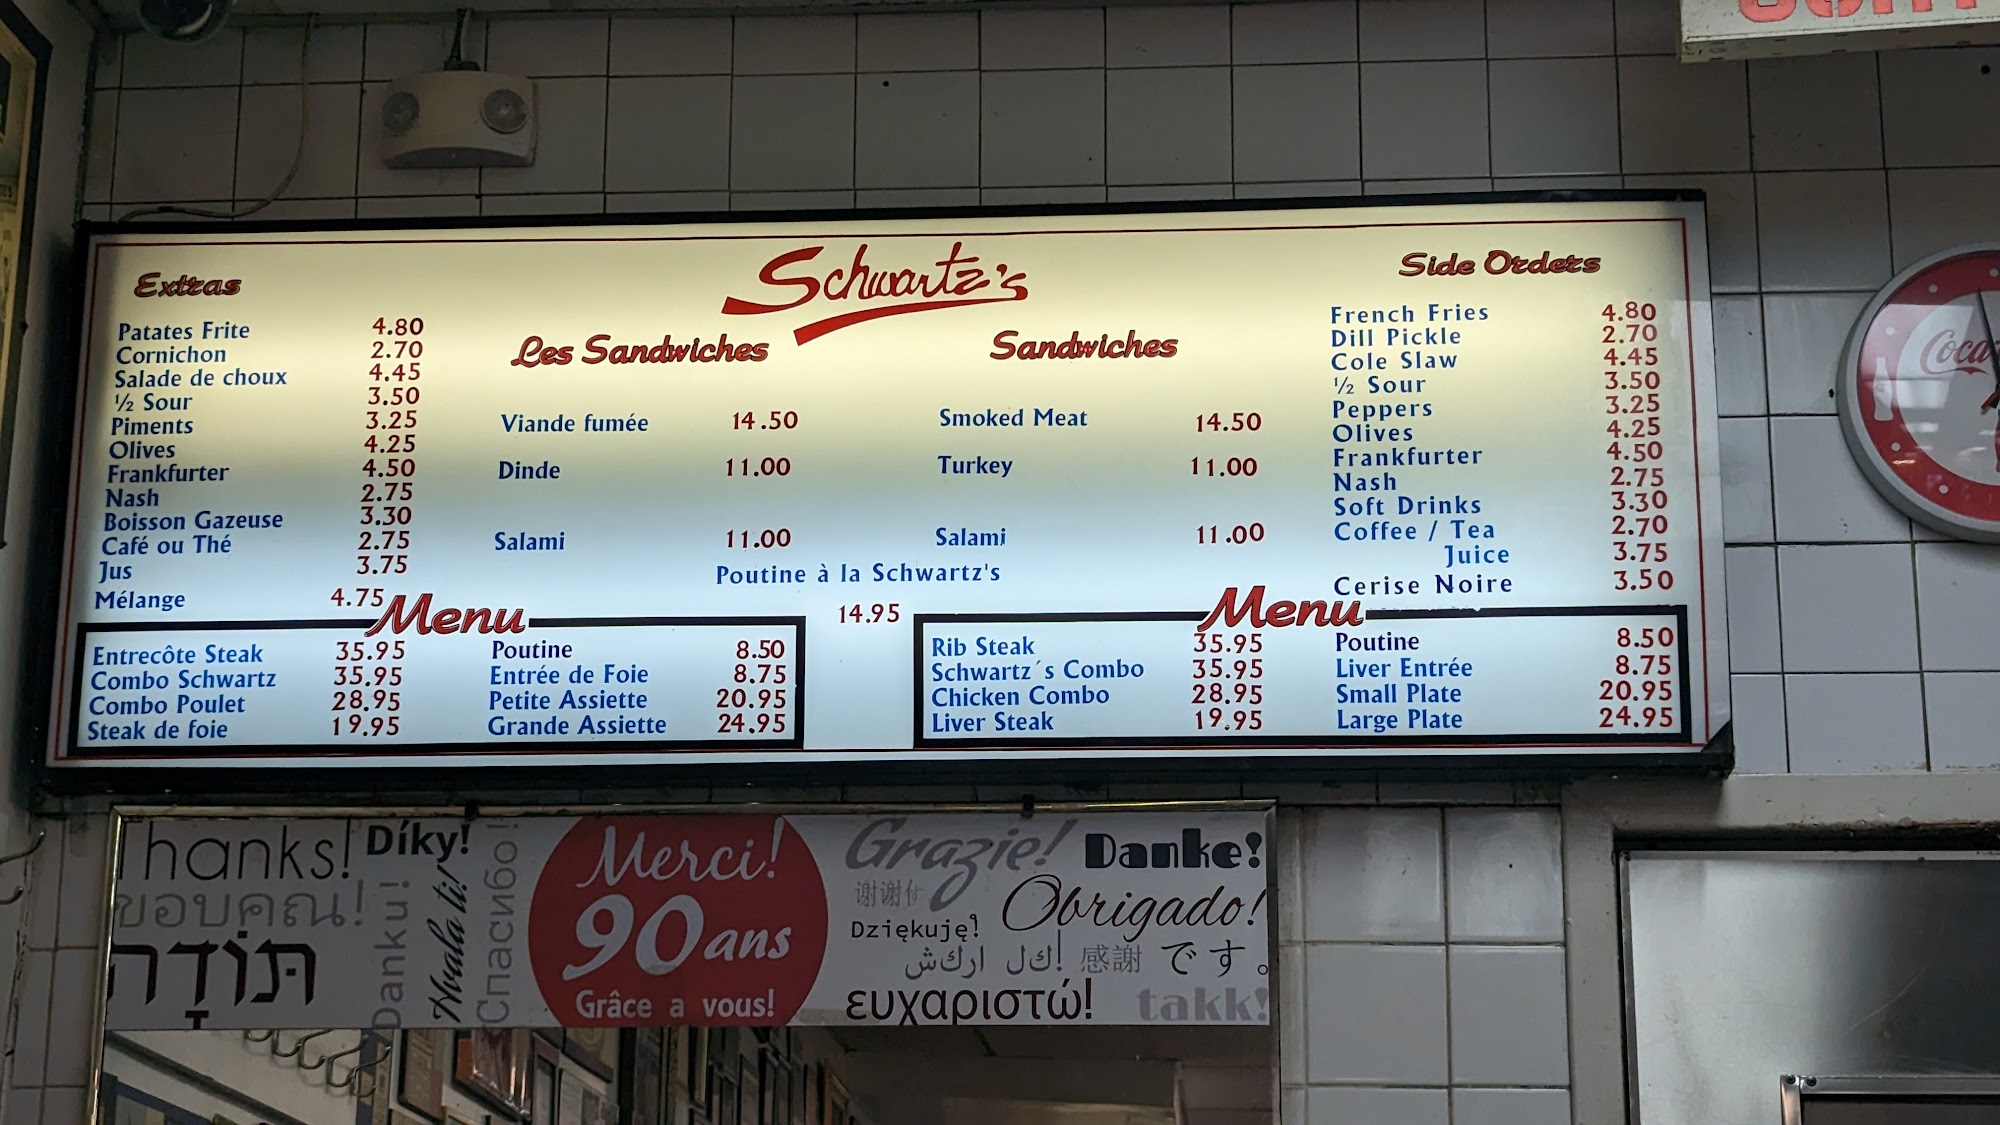 Schwartz's
Extras
Patates Frite 4.80
Cornichon 2.70
Salade de choux 4.45
½ Sour 3.50
Piments 3.25
Olives 4.25
Frankfurter 4.50
Nash 2.75
Boisson Gazeuse 3.30
Café ou Thé 2.75
Jus 3.75
Mélange 4.75
Les Sandwiches
Viande fumée 14.50
Dinde 11.00
Salami 11.00
Sandwiches
Smoked Meat 14.50
Turkey 11.00
Salami 11.00
Poutine à la Schwartz's
14.95
Side Orders
French Fries 4.80
Dill Pickle 2.70
Cole Slaw 4.45
½ Sour 3.50
Peppers 3.25
Olives 4.25
Frankfurter 4.50
Nash 2.75
Soft Drinks 3.30
Coffee / Tea 2.70
Juice 3.75
Cerise Noire 3.50
Menu
Entrecôte Steak 35.95
Combo Schwartz 35.95
Combo Poulet 28.95
Steak de foie 19.95
Poutine 8.50
Entrée de Foie 8.75
Petite Assiette 20.95
Grande Assiette 24.95
Menu
Rib Steak 35.95
Schwartz´s Combo 35.95
Chicken Combo 28.95
Liver Steak 19.95
Poutine 8.50
Liver Entrée 8.75
Small Plate 20.95
Large Plate 24.95
Coca
Thanks!
Díky!
ขอบคุณ!
תּוֹדָה
Danku!
Hvala ti!
Спасибо!
Merci!
90 ans
Grâce a vous!
Grazie!
Danke!
谢谢
Obrigado!
Dziękuję!
感謝 です。
ευχαριστώ!
takk!